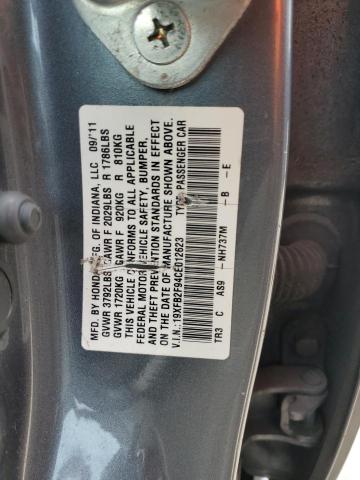 MFD. BY HONDA MFG. OF INDIANA, LLC 09/'11
GVWR 3792LBS GAWR F 2029LBS R 1786LBS
GVWR 1720KG GAWR F 920KG R 810KG
THIS VEHICLE CONFORMS TO ALL APPLICABLE
FEDERAL MOTOR VEHICLE SAFETY, BUMPER,
AND THEFT PREVENTION STANDARDS IN EFFECT
ON THE DATE OF MANUFACTURE SHOWN ABOVE.
V.I.N.: 19XFB2F94CE012623 TYPE: PASSENGER CAR
TR3 C AS9 -NH737M -B -E